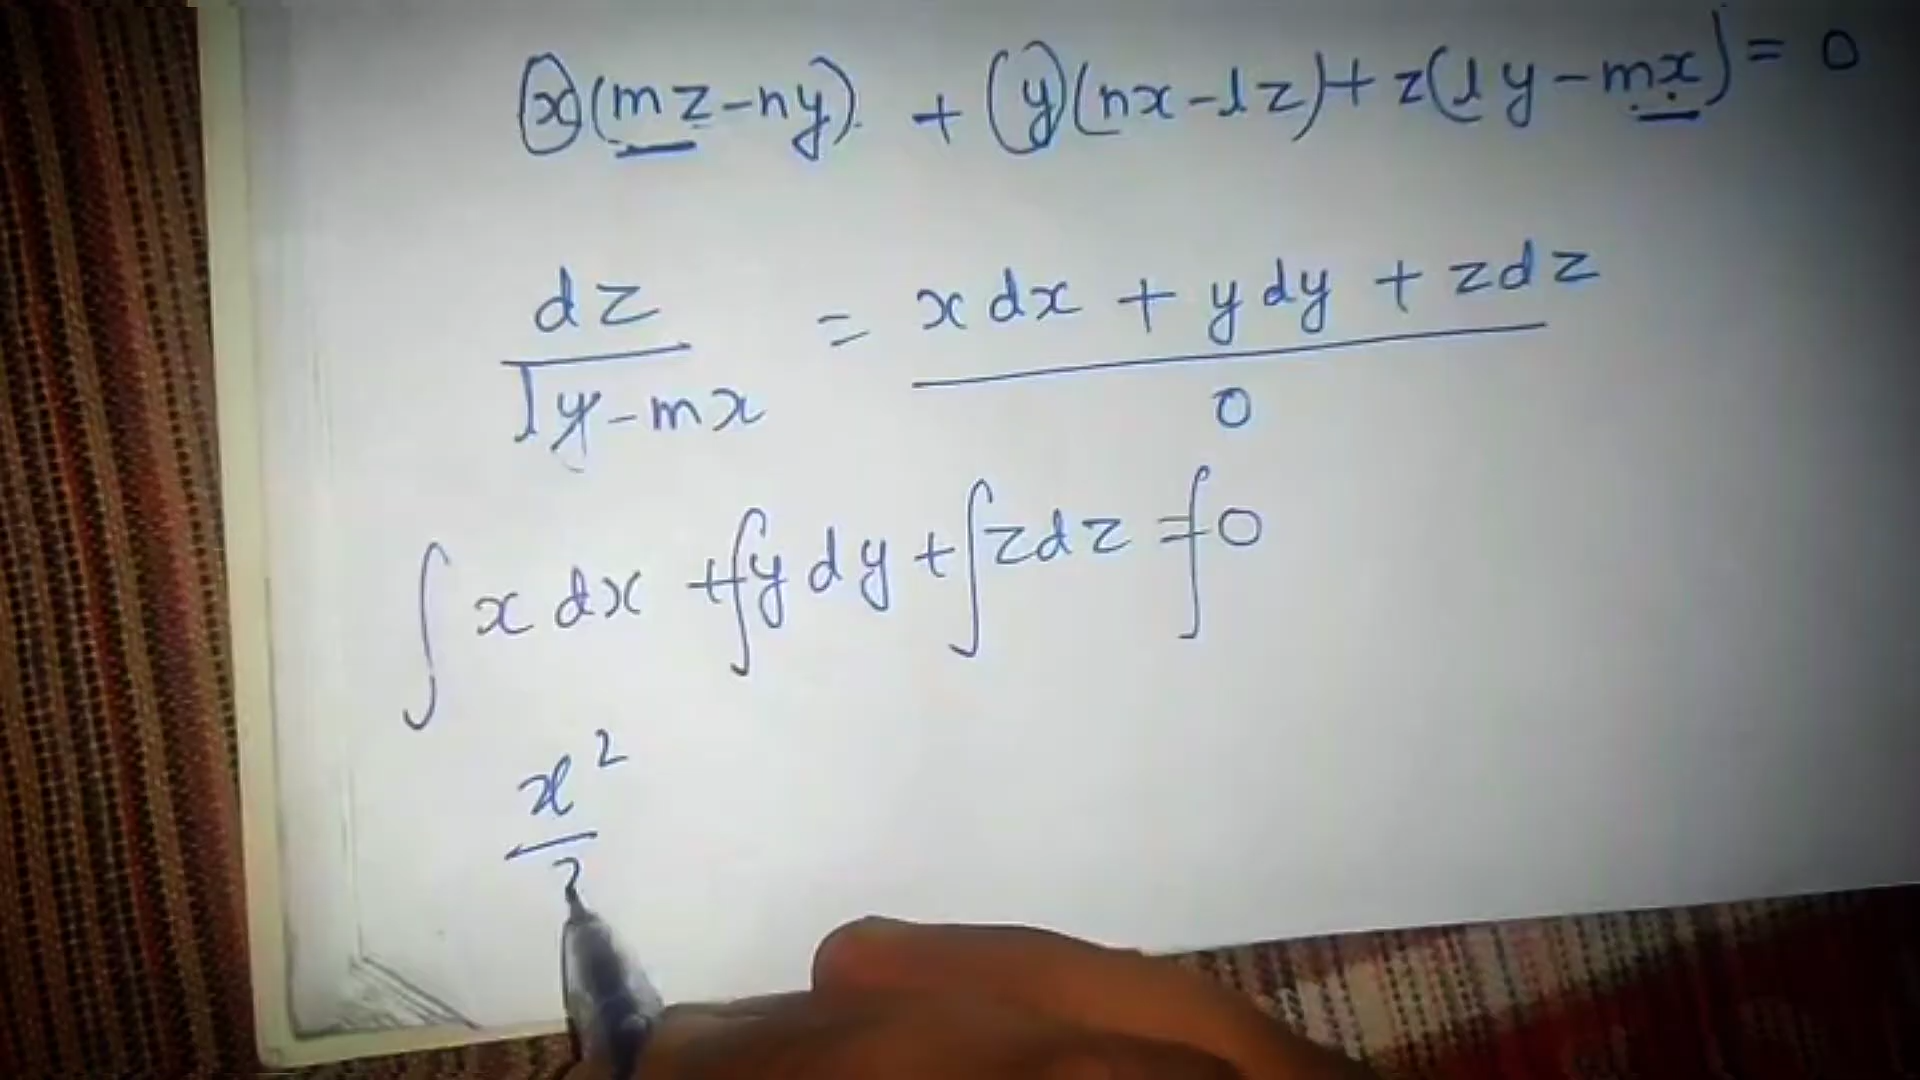 x(mz-ny) + y(nx-lz)+z(ly-mx)=0
dz/ly-mx = xdx + ydy + zdz/0
∫xdx +∫ydy+∫zdz=∫0
x²/2